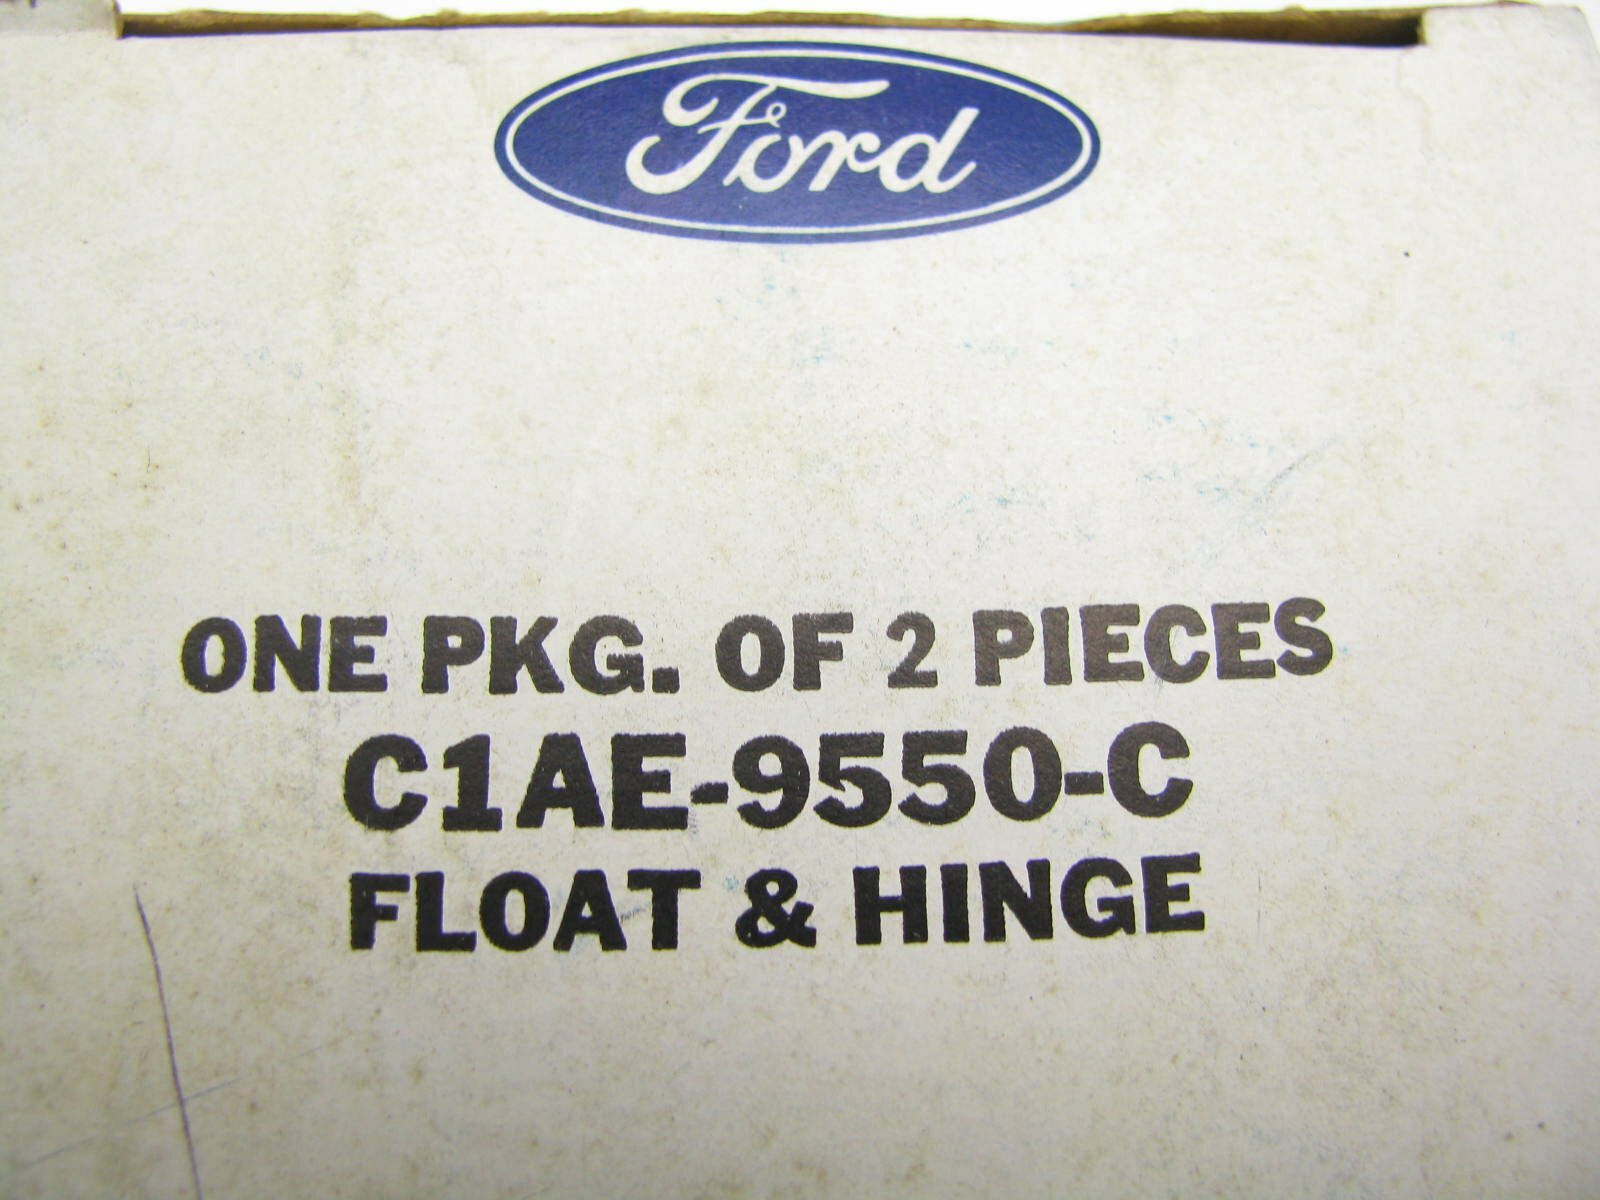 Ford
ONE PKG. OF 2 PIECES
C1AE-9550-C
FLOAT & HINGE